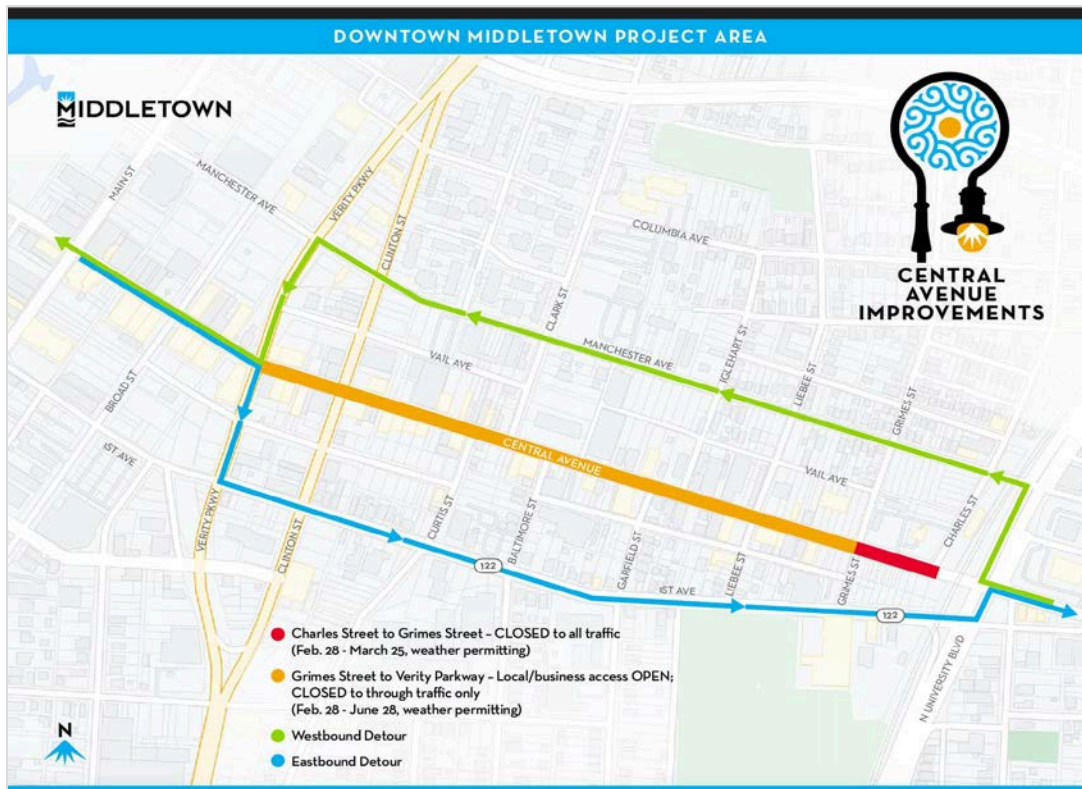 DOWNTOWN MIDDLETOWN PROJECT AREA
MIDDLETOWN
CENTRAL
AVENUE
IMPROVEMENTS
MAIN ST
MANCHESTER AVE
VERITY PKWY
CLINTON ST
COLUMBIA AVE
CLARK ST
MANCHESTER AVE
IGLEHART ST
LIEBEE ST
GRIMES ST
VAIL AVE
BROAD ST
CENTRAL AVENUE
VAIL AVE
CHARLES ST
1ST AVE
VERITY PKWY
CLINTON ST
CURTIS ST
BALTIMORE ST
GARFIELD ST
LIEBEE ST
GRIMES ST
122
1ST AVE
122
N UNIVERSITY BLVD
Charles Street to Grimes Street – CLOSED to all traffic
(Feb. 28 - March 25, weather permitting)
Grimes Street to Verity Parkway – Local/business access OPEN;
CLOSED to through traffic only
(Feb. 28 - June 28, weather permitting)
Westbound Detour
Eastbound Detour
N